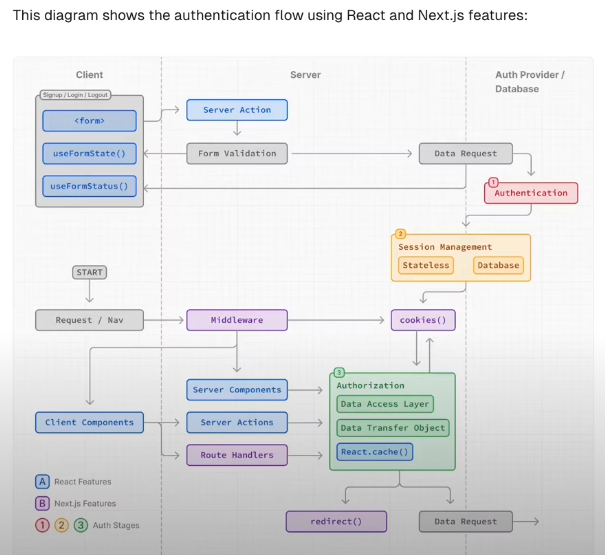 This diagram shows the authentication flow using React and Next.js features:
Client
Server
Auth Provider /
Database
Signup / Login / Logout
<form>
useFormState()
useFormStatus()
Server Action
Form Validation
Data Request
1
Authentication
2
Session Management
Stateless
Database
START
Request / Nav
Middleware
cookies()
Client Components
Server Components
Server Actions
Route Handlers
3
Authorization
Data Access Layer
Data Transfer Object
React.cache()
redirect()
Data Request
A React Features
B Next.js Features
1 2 3 Auth Stages